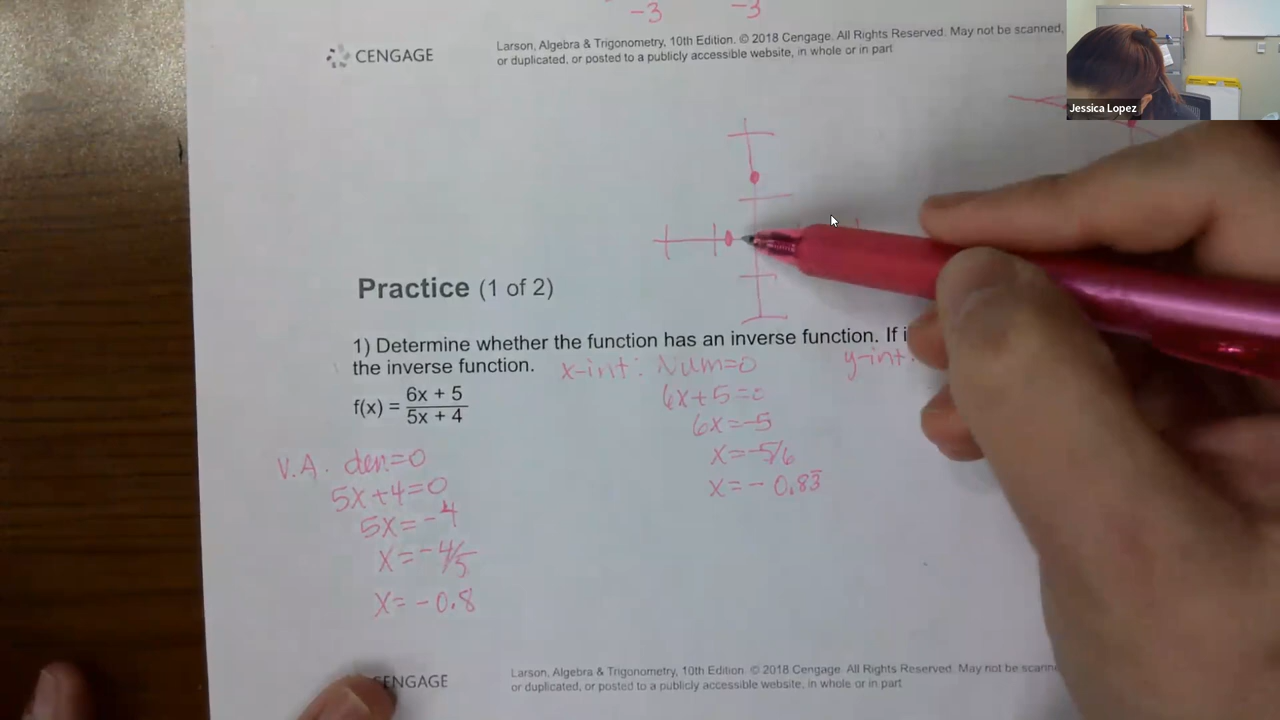 -3 -3
CENGAGE
Larson, Algebra & Trigonometry, 10th Edition. © 2018 Cengage. All Rights Reserved. May not be scanned,
or duplicated, or posted to a publicly accessible website, in whole or in part
Jessica Lopez
Practice (1 of 2)
1) Determine whether the function has an inverse function. If
the inverse function.
x-int: Num=0
y-int:
f(x) = 6x + 5 / 5x + 4
6x+5=0
6x=-5
x=-5/6
x=-0.83̅
V.A. den=0
5x+4=0
5x=-4
x=-4/5
x=-0.8
CENGAGE
Larson, Algebra & Trigonometry, 10th Edition. © 2018 Cengage. All Rights Reserved. May not be
or duplicated, or posted to a publicly accessible website, in whole or in part